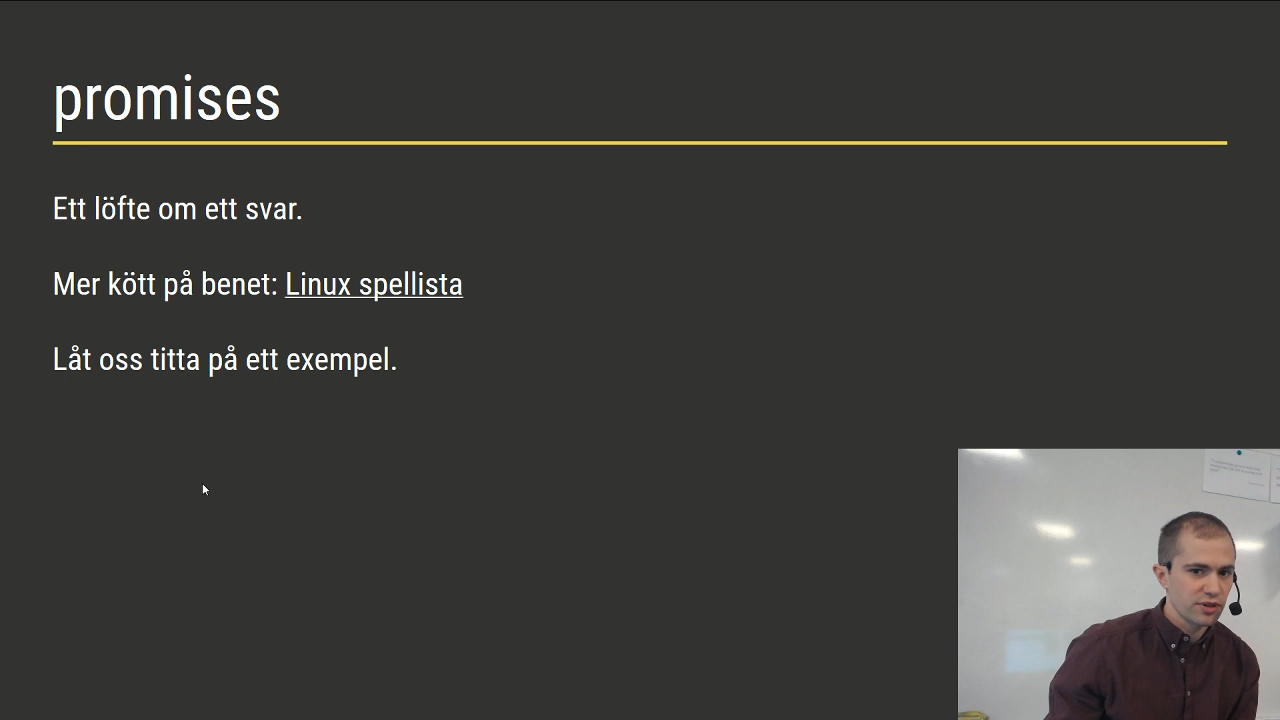 promises
Ett löfte om ett svar.
Mer kött på benet: Linux spellista
Låt oss titta på ett exempel.